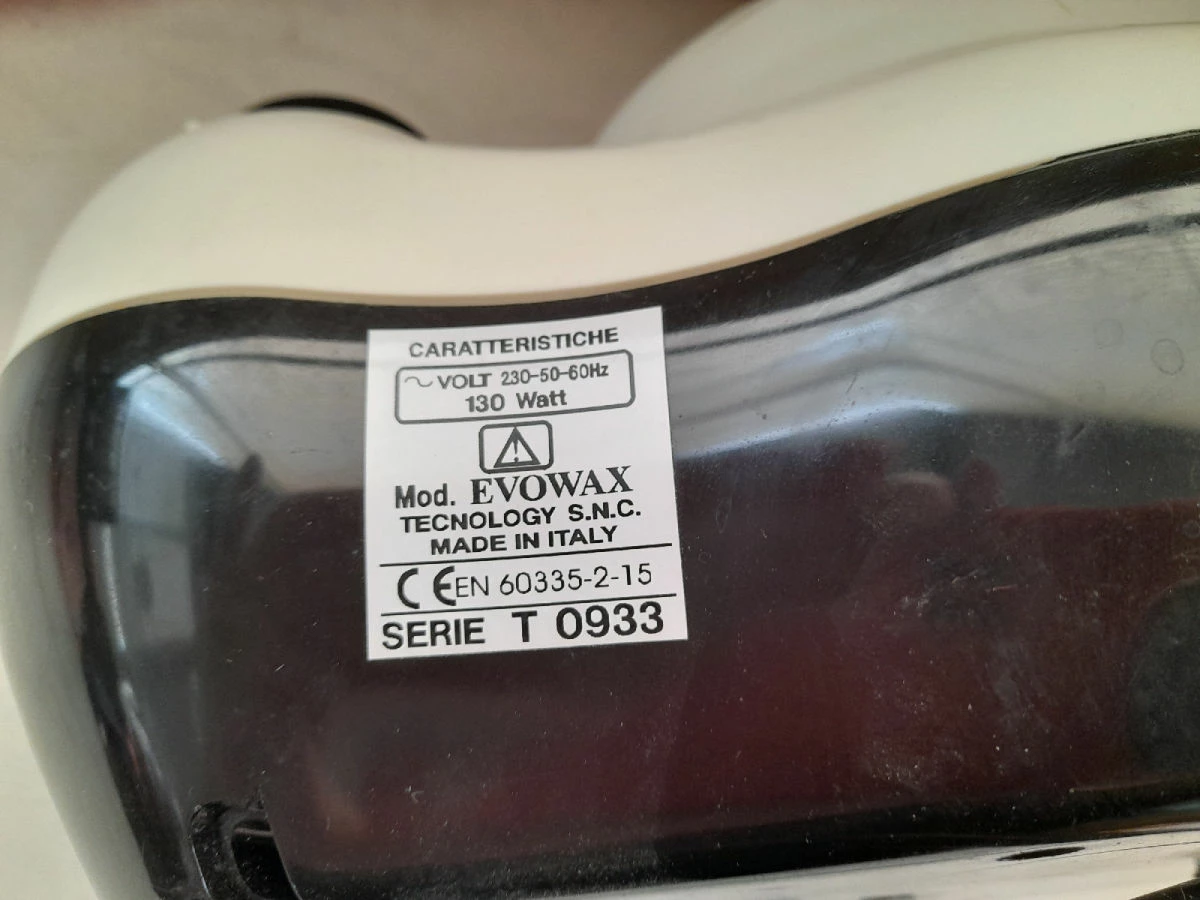 CARATTERISTICHE
~ VOLT 230-50-60Hz
130 Watt
Mod. EVOWAX
TECNOLOGY S.N.C.
MADE IN ITALY
CE EN 60335-2-15
SERIE T 0933